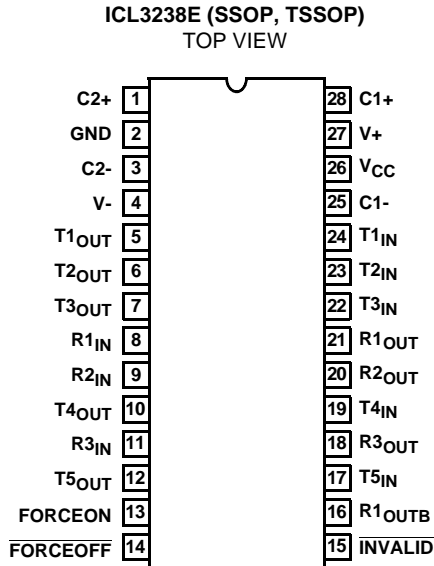 ICL3238E (SSOP, TSSOP)
TOP VIEW
C2+ 1 28 C1+
GND 2 27 V+
C2- 3 26 VCC
V- 4 25 C1-
T1OUT 5 24 T1IN
T2OUT 6 23 T2IN
T3OUT 7 22 T3IN
R1IN 8 21 R1OUT
R2IN 9 20 R2OUT
T4OUT 10 19 T4IN
R3IN 11 18 R3OUT
T5OUT 12 17 T5IN
FORCEON 13 16 R1OUTB
FORCEOFF 14 15 INVALID